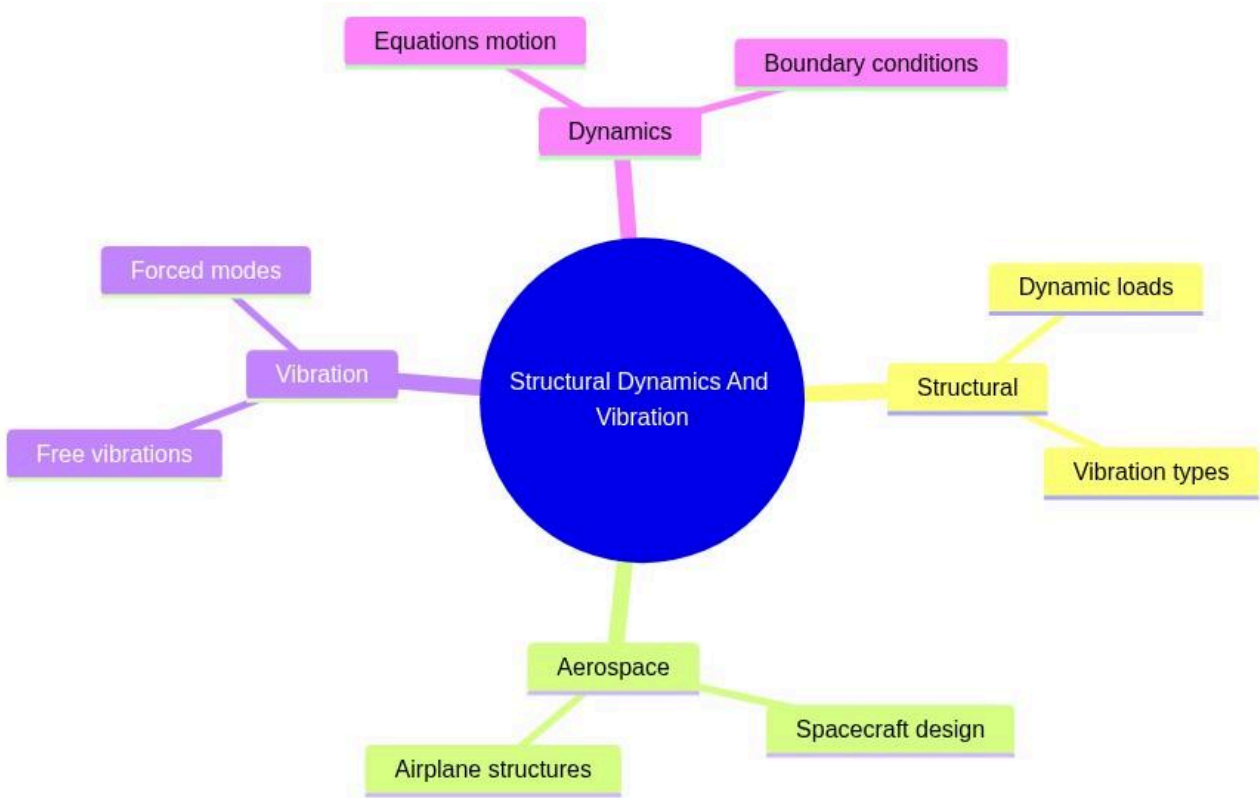 Equations motion
Boundary conditions
Dynamics
Forced modes
Vibration
Free vibrations
Structural Dynamics And
Vibration
Dynamic loads
Structural
Vibration types
Aerospace
Spacecraft design
Airplane structures